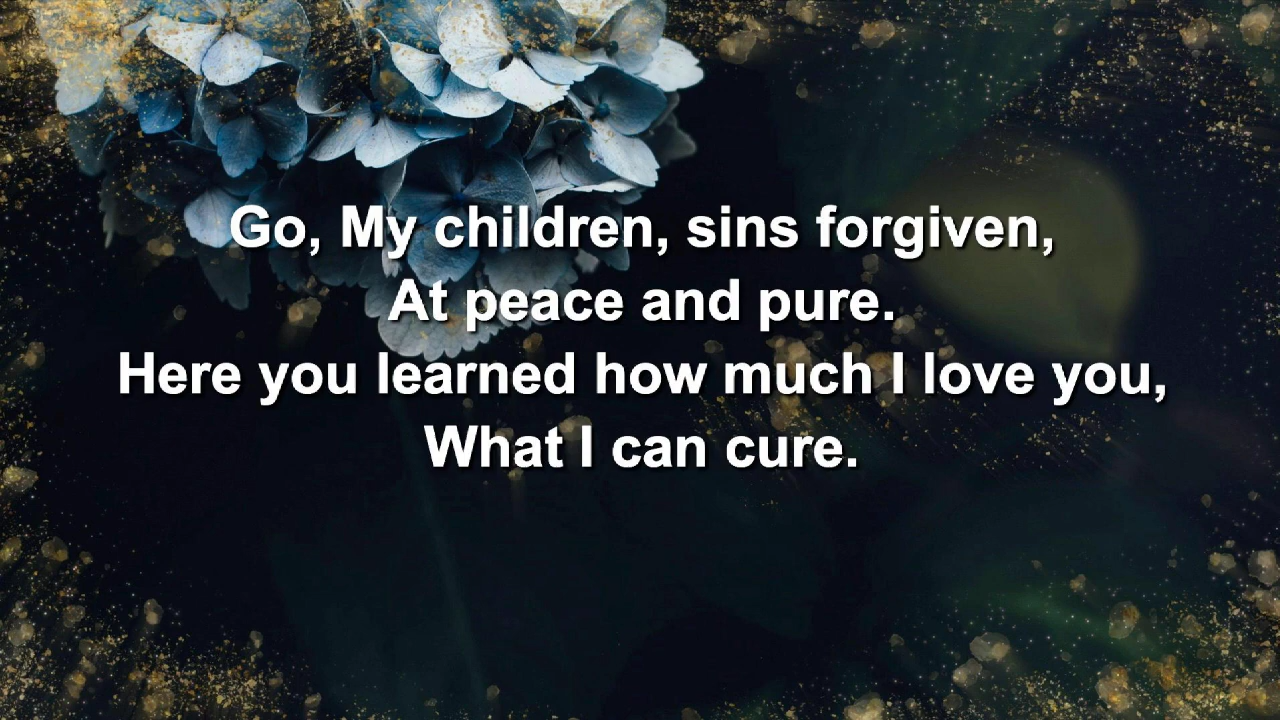 Go, My children, sins forgiven,
At peace and pure.
Here you learned how much I love you,
What I can cure.